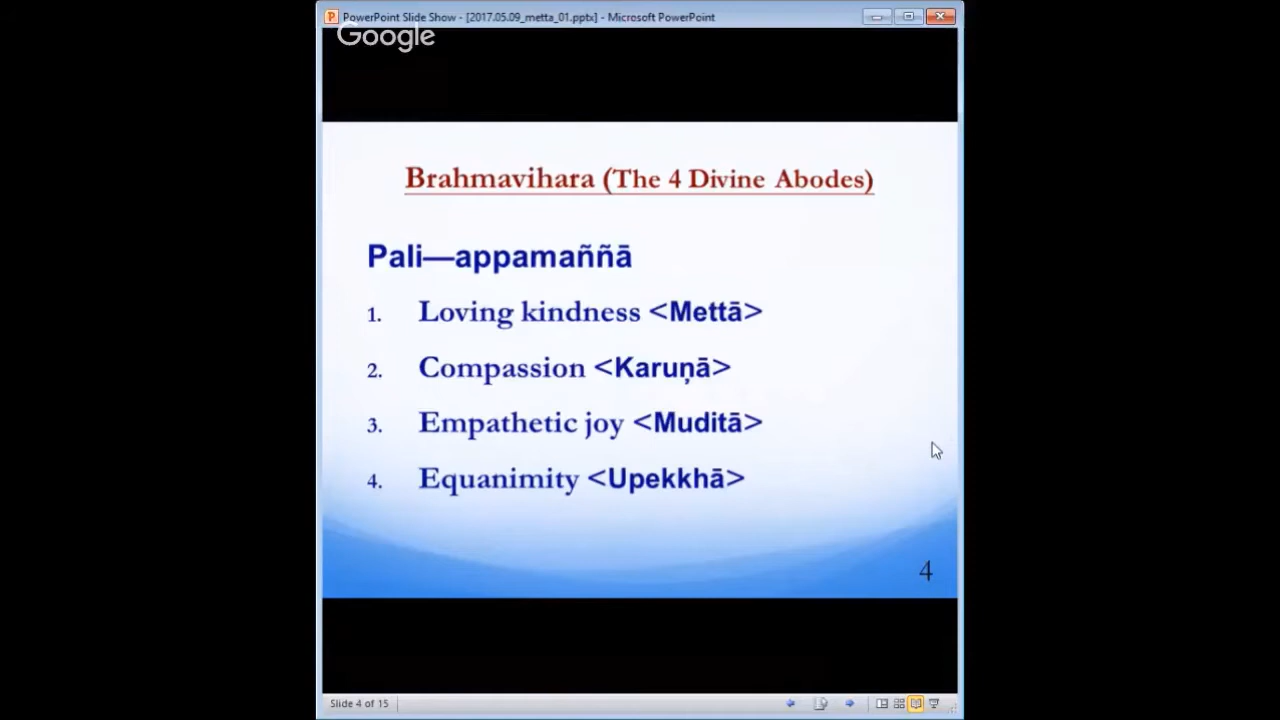 PowerPoint Slide Show - [2017.05.09_metta_01.pptx] - Microsoft PowerPoint
Google
Brahmavihara (The 4 Divine Abodes)
Pali—appamaññā
1. Loving kindness <Mettā>
2. Compassion <Karuṇā>
3. Empathetic joy <Muditā>
4. Equanimity <Upekkhā>
4
Slide 4 of 15